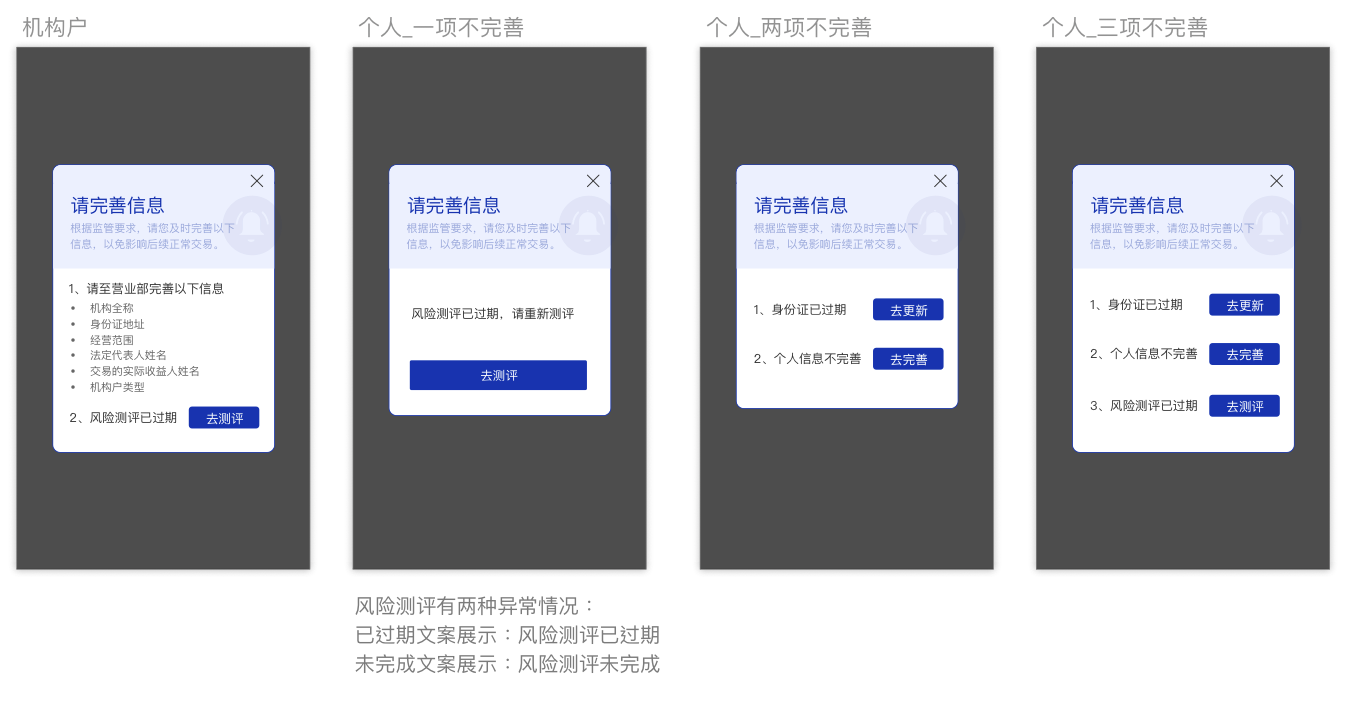 机构户
请完善信息
根据监管要求，请您及时完善以下
信息，以免影响后续正常交易。
1、请至营业部完善以下信息
• 机构全称
• 身份证地址
• 经营范围
• 法定代表人姓名
• 交易的实际收益人姓名
• 机构户类型
2、风险测评已过期 去测评
个人_一项不完善
请完善信息
根据监管要求，请您及时完善以下
信息，以免影响后续正常交易。
风险测评已过期，请重新测评
去测评
风险测评有两种异常情况：
已过期文案展示：风险测评已过期
未完成文案展示：风险测评未完成
个人_两项不完善
请完善信息
根据监管要求，请您及时完善以下
信息，以免影响后续正常交易。
1、身份证已过期 去更新
2、个人信息不完善 去完善
个人_三项不完善
请完善信息
根据监管要求，请您及时完善以下
信息，以免影响后续正常交易。
1、身份证已过期 去更新
2、个人信息不完善 去完善
3、风险测评已过期 去测评